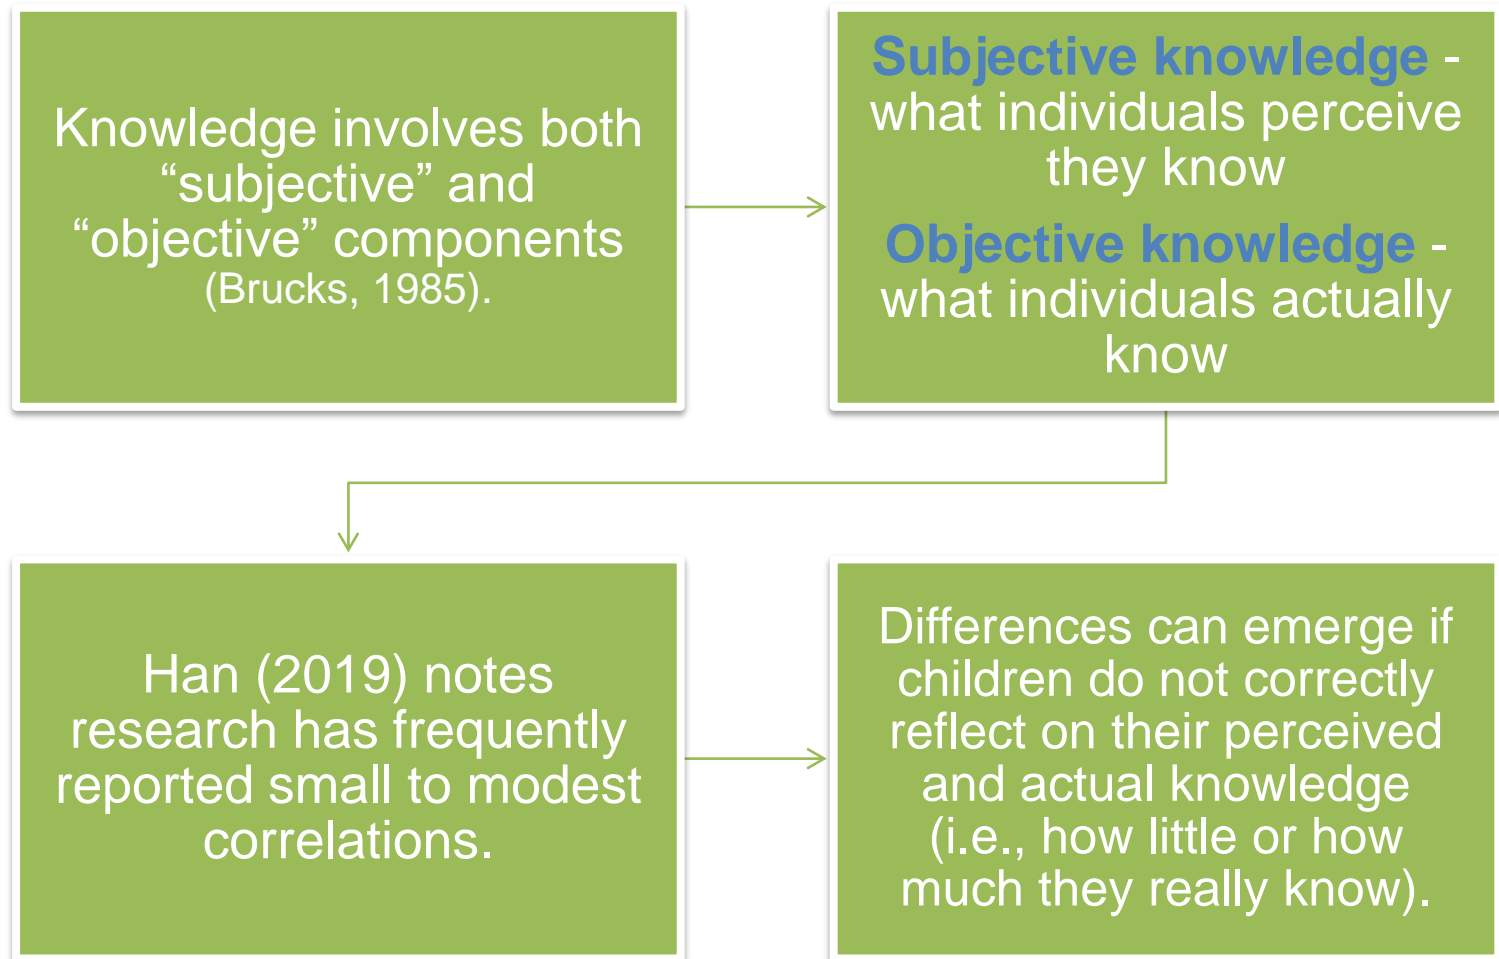 Knowledge involves both
“subjective” and
“objective” components
(Brucks, 1985).
Subjective knowledge -
what individuals perceive
they know
Objective knowledge -
what individuals actually
know
Han (2019) notes
research has frequently
reported small to modest
correlations.
Differences can emerge if
children do not correctly
reflect on their perceived
and actual knowledge
(i.e., how little or how
much they really know).